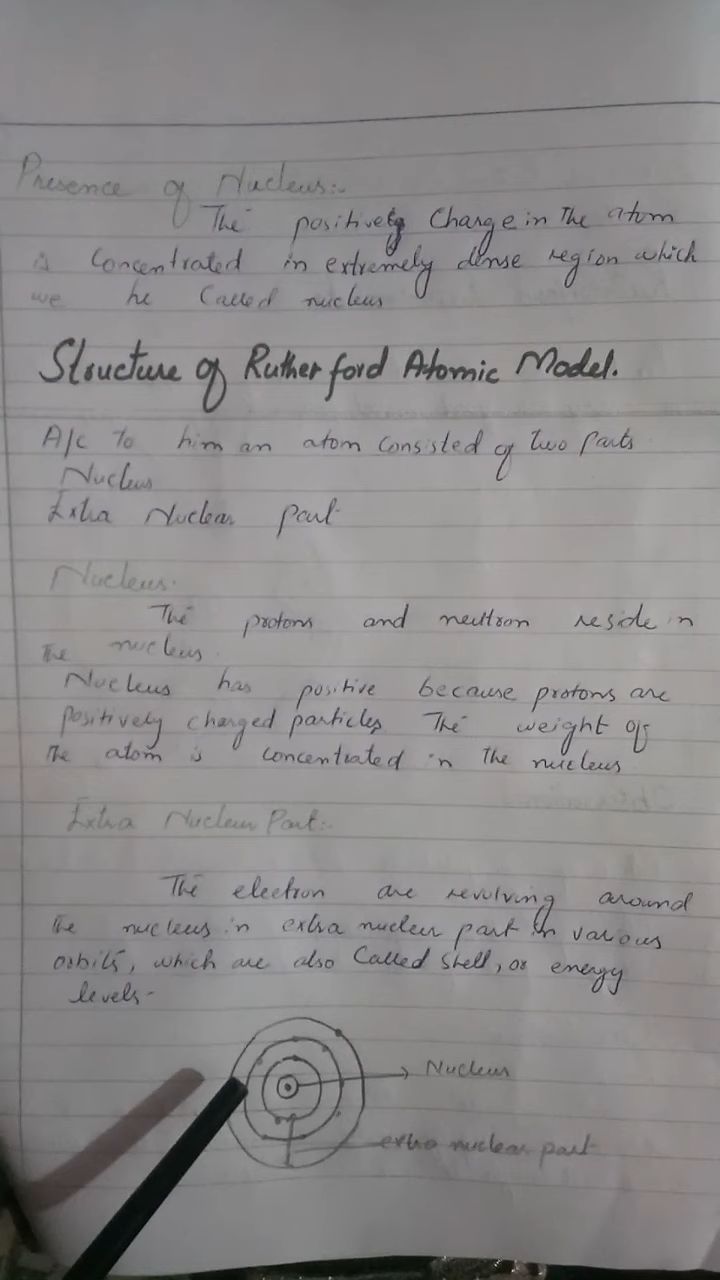 Presence of Nucleus:-
The positively Charge in The atom
is Concentrated in extremely dense region which
we he Called nucleus
Structure of Rutherford Atomic Model.
A/c to him an atom consisted of two parts
Nucleus
Extra Nuclear part
Nucleus.
The protons and neutron reside in
The nucleus.
Nucleus has positive because protons are
positively charged particles The weight of
The atom is concentrated in The nucleus
Extra Nuclear Part:-
The electron are revolving around
The nucleus in extra nuclear part in various
orbits, which are also Called Shell, or energy
levels-
Nucleus
extra nuclear part